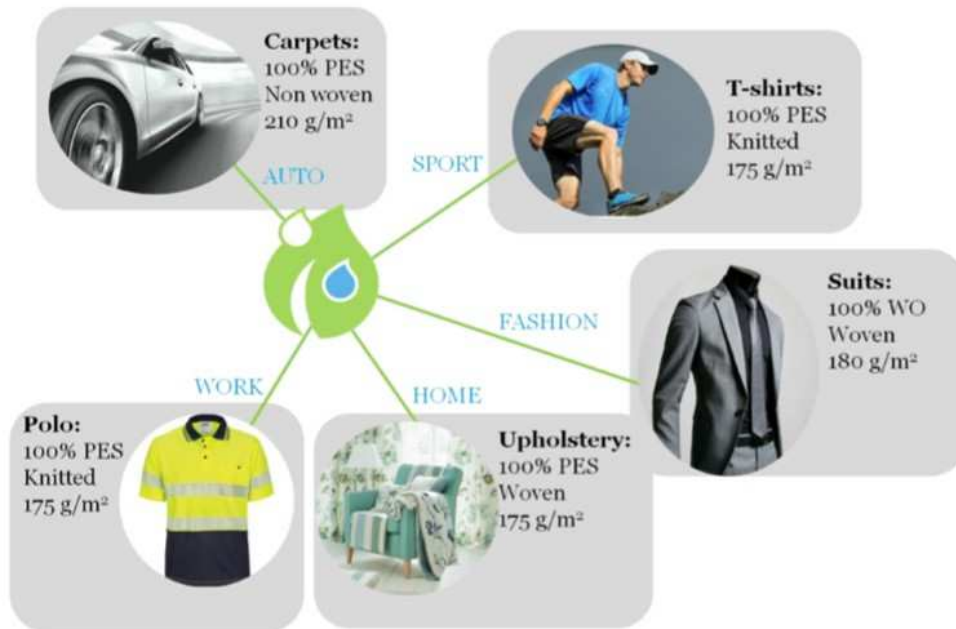 Carpets:
100% PES
Non woven
210 g/m²
AUTO
T-shirts:
100% PES
Knitted
175 g/m²
SPORT
Suits:
100% WO
Woven
180 g/m²
FASHION
WORK
HOME
Polo:
100% PES
Knitted
175 g/m²
Upholstery:
100% PES
Woven
175 g/m²